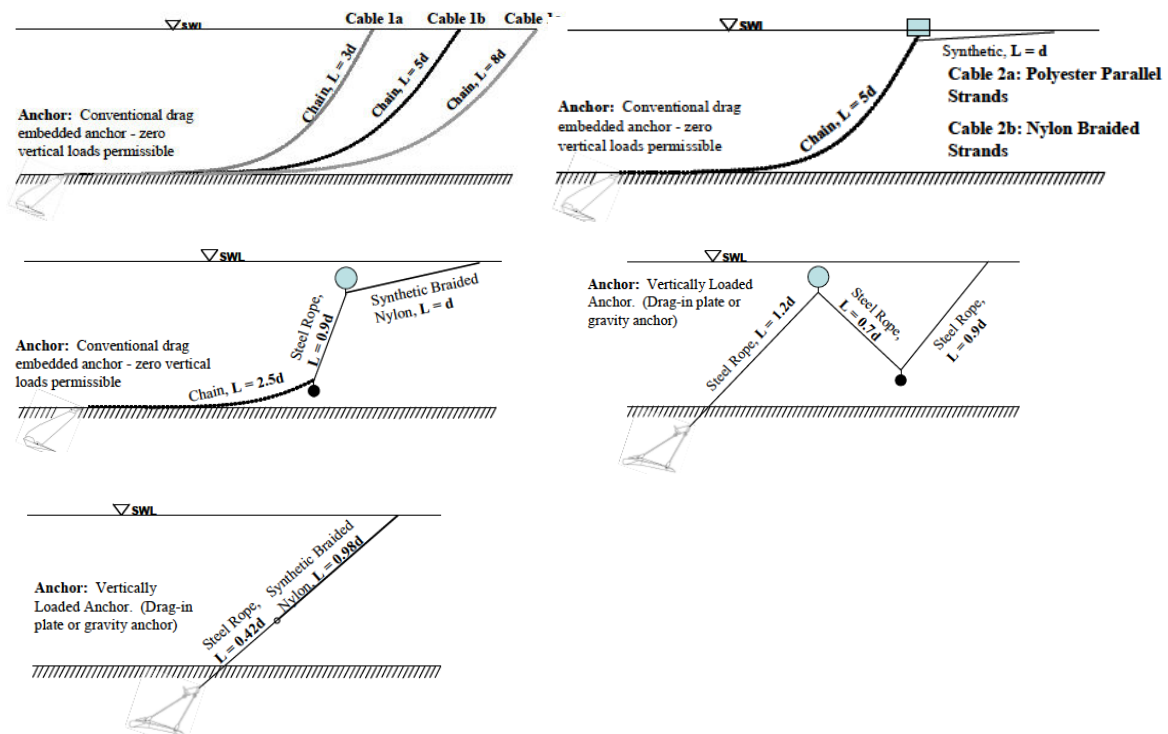 SWL
Cable 1a
Cable 1b
Chain, L = 3d
Chain, L = 5d
Chain, L = 8d
Anchor: Conventional drag
embedded anchor - zero
vertical loads permissible
SWL
Synthetic, L = d
Cable 2a: Polyester Parallel
Strands
Cable 2b: Nylon Braided
Strands
Chain, L = 5d
Anchor: Conventional drag
embedded anchor - zero
vertical loads permissible
SWL
Synthetic Braided
Nylon, L = d
Steel Rope,
L = 0.9d
Chain, L = 2.5d
Anchor: Conventional drag
embedded anchor - zero vertical
loads permissible
SWL
Anchor: Vertically Loaded
Anchor. (Drag-in plate or
gravity anchor)
Steel Rope, L = 1.2d
Steel Rope,
L = 0.7d
Steel Rope,
L = 0.9d
SWL
Anchor: Vertically
Loaded Anchor. (Drag-in
plate or gravity anchor)
Synthetic Braided
Nylon, L = 0.98d
Steel Rope,
L = 0.42d